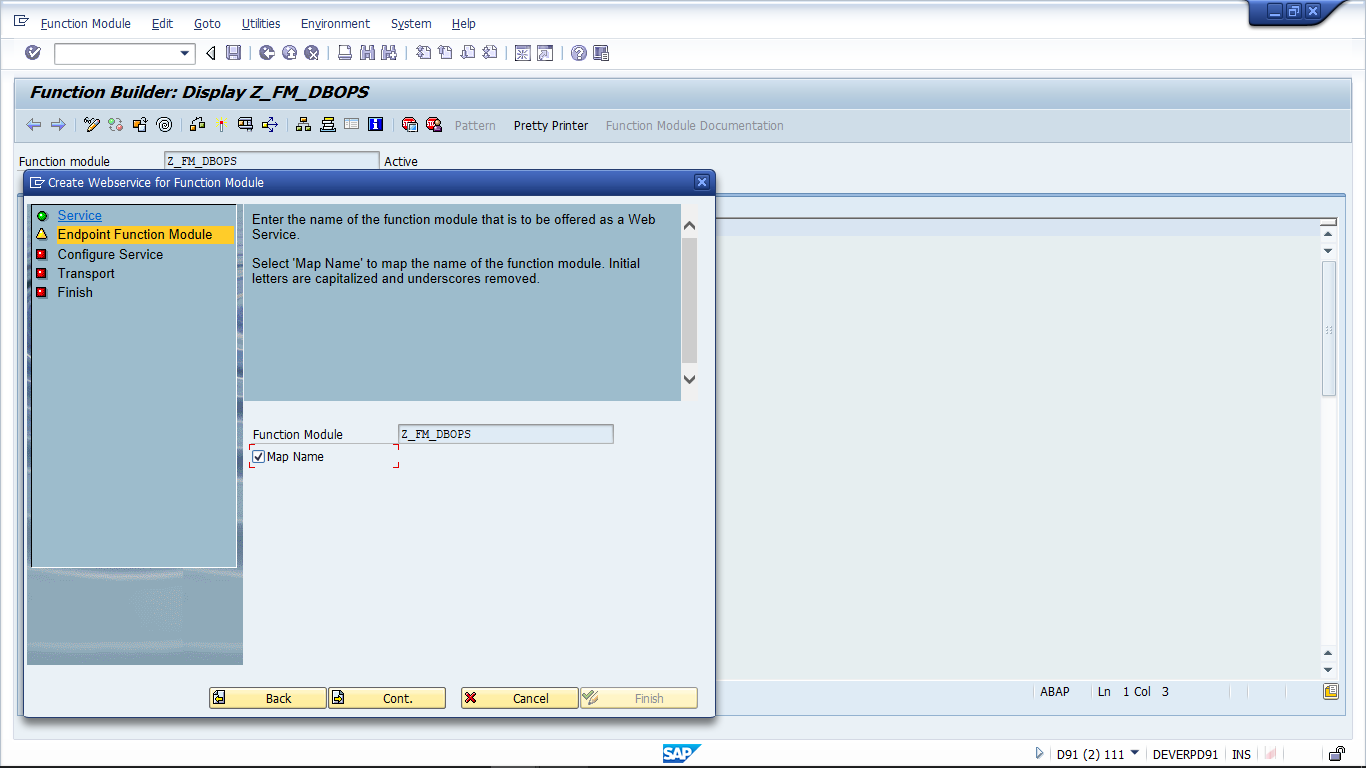 Function Module Edit Goto Utilities Environment System Help
Function Builder: Display Z_FM_DBOPS
Pattern Pretty Printer Function Module Documentation
Function module Z_FM_DBOPS Active
Create Webservice for Function Module
Service
Endpoint Function Module
Configure Service
Transport
Finish
Enter the name of the function module that is to be offered as a Web
Service.
Select 'Map Name' to map the name of the function module. Initial
letters are capitalized and underscores removed.
Function Module Z_FM_DBOPS
Map Name
Back Cont. Cancel Finish
ABAP Ln 1 Col 3
SAP D91 (2) 111 DEVERPD91 INS